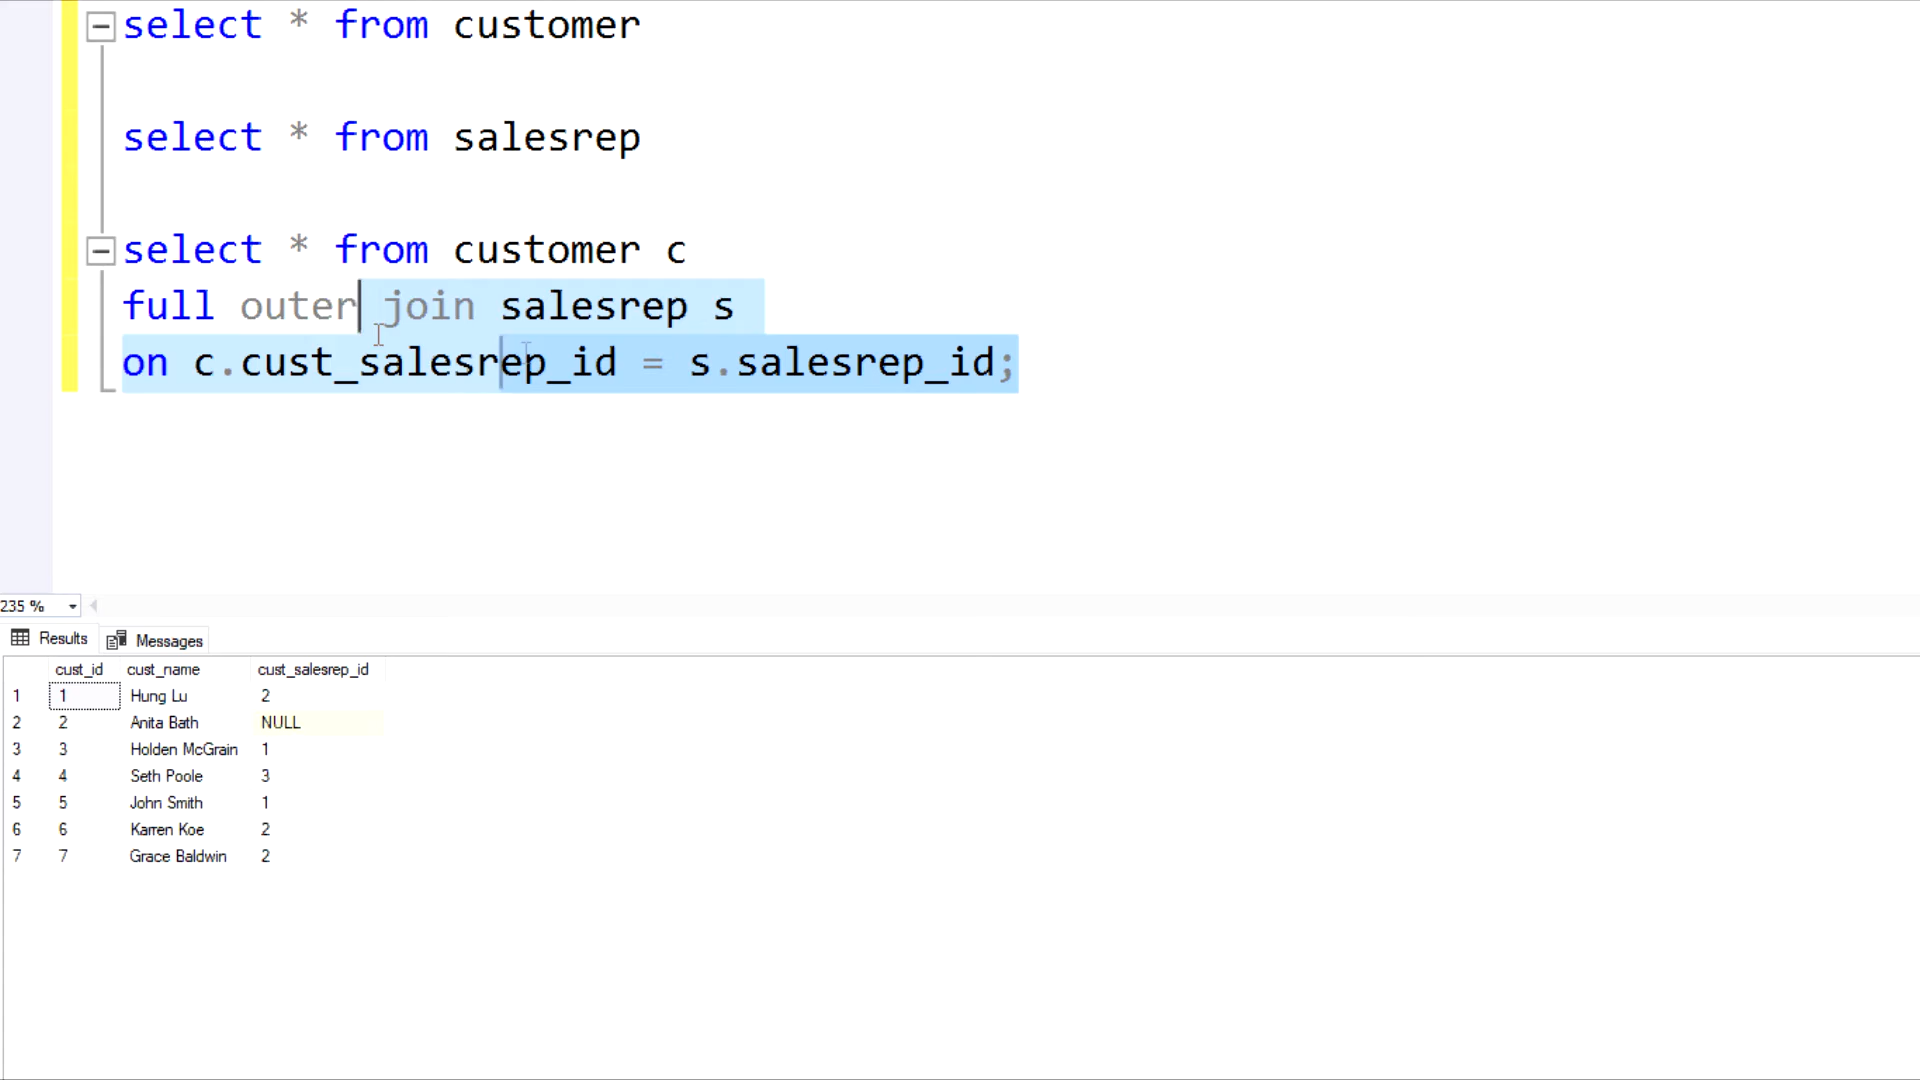 select * from customer
select * from salesrep
select * from customer c
full outer join salesrep s
on c.cust_salesrep_id = s.salesrep_id;
235 %
Results Messages
cust_id cust_name cust_salesrep_id
1 1 Hung Lu 2
2 2 Anita Bath NULL
3 3 Holden McGrain 1
4 4 Seth Poole 3
5 5 John Smith 1
6 6 Karren Koe 2
7 7 Grace Baldwin 2